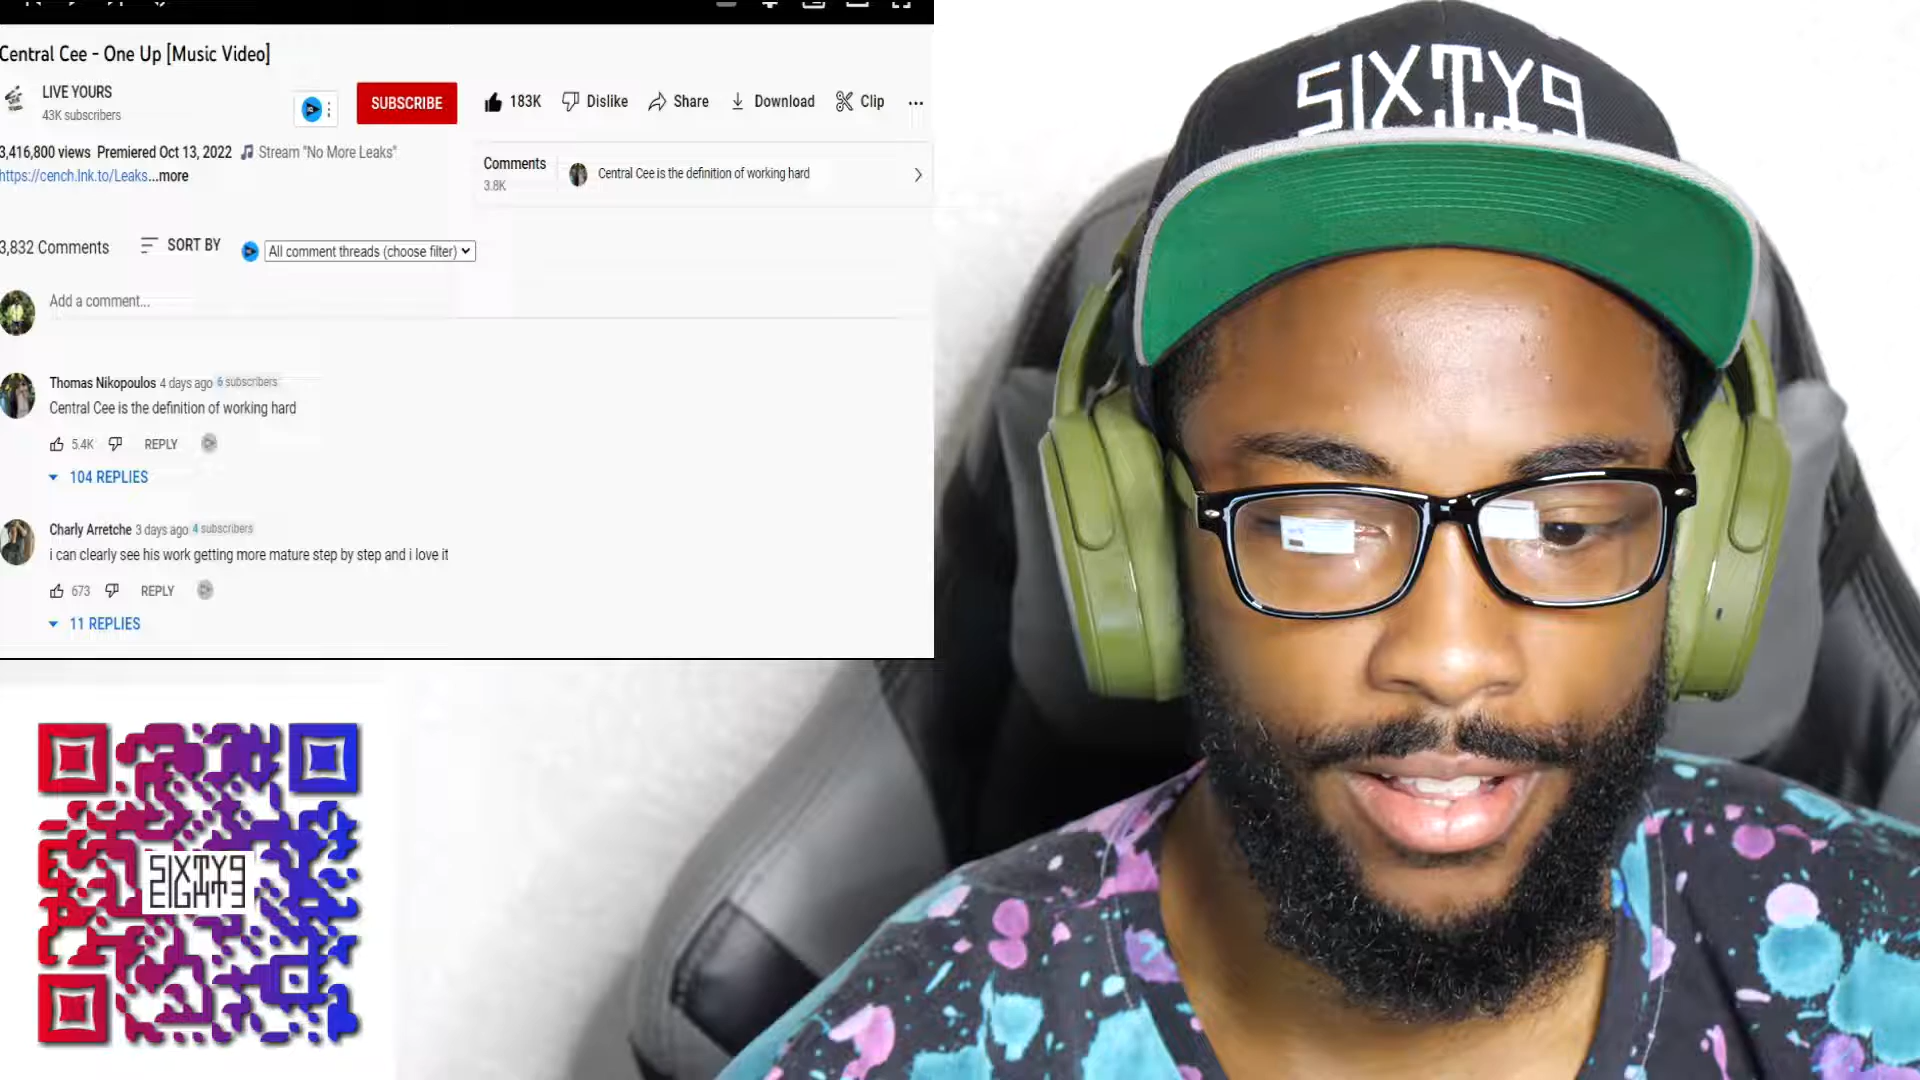 Central Cee - One Up [Music Video]
LIVE YOURS
43K subscribers
SUBSCRIBE
183K
Dislike
Share
Download
Clip
3,416,800 views Premiered Oct 13, 2022 Stream "No More Leaks"
https://cench.lnk.to/Leaks...more
Comments
3.8K
Central Cee is the definition of working hard
3,832 Comments
SORT BY
All comment threads (choose filter)
Add a comment...
Thomas Nikopoulos 4 days ago 6 subscribers
Central Cee is the definition of working hard
5.4K
REPLY
104 REPLIES
Charly Arretche 3 days ago 4 subscribers
i can clearly see his work getting more mature step by step and i love it
673
REPLY
11 REPLIES
SIXTY9
EIGHT3
SIXTY9